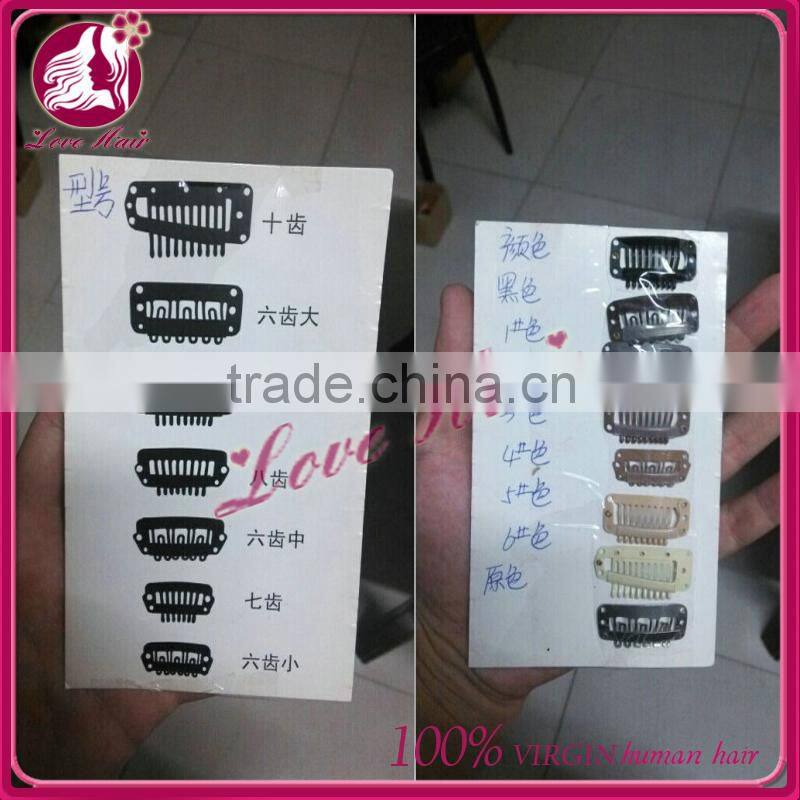 Love Hair
型号
十齿
六齿大
八齿
六齿中
七齿
六齿小
颜色
黑色
1#色
4#色
5#色
6#色
原色
trade.china.cn
Love Hair
100% VIRGIN human hair